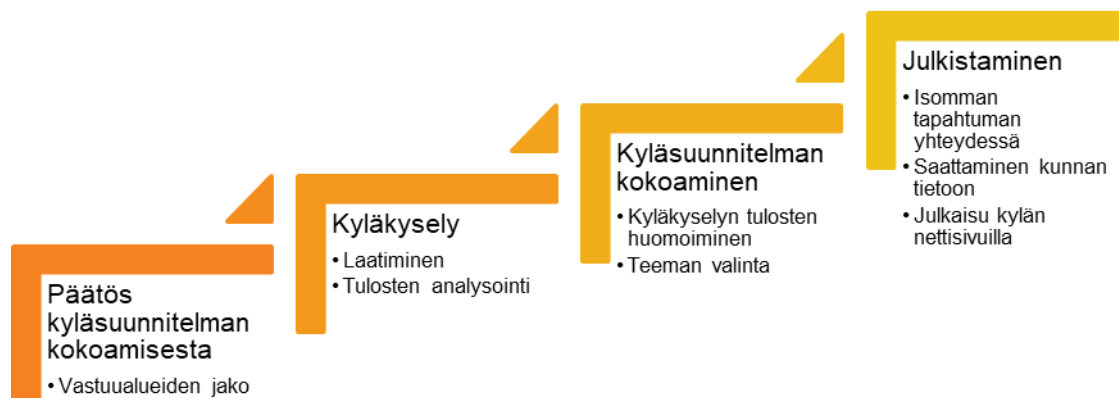 Päätös
kyläsuunnitelman
kokoamisesta
• Vastuualueiden jako
Kyläkysely
• Laatiminen
• Tulosten analysointi
Kyläsuunnitelman
kokoaminen
• Kyläkyselyn tulosten
huomoiminen
• Teeman valinta
Julkistaminen
• Isomman
tapahtuman
yhteydessä
• Saattaminen kunnan
tietoon
• Julkaisu kylän
nettisivuilla